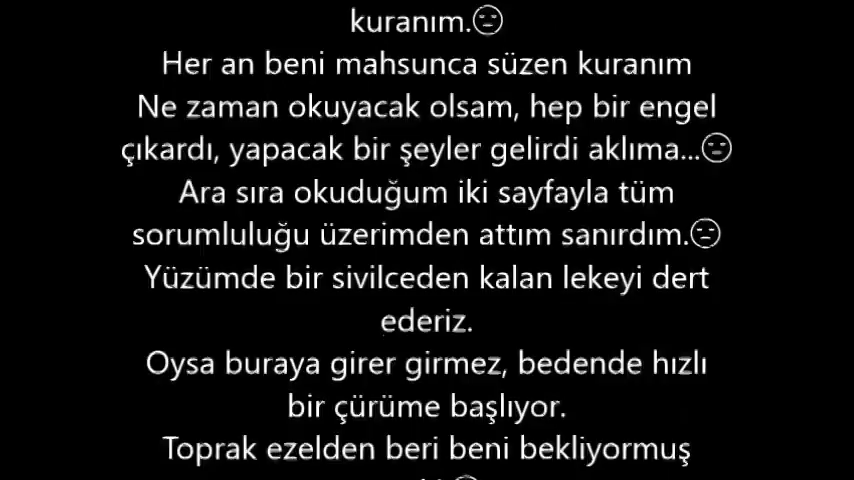 kuranım.😔
Her an beni mahsunca süzen kuranım
Ne zaman okuyacak olsam, hep bir engel
çıkardı, yapacak bir şeyler gelirdi aklıma...😔
Ara sıra okuduğum iki sayfayla tüm
sorumluluğu üzerimden attım sanırdım.😔
Yüzümde bir sivilceden kalan lekeyi dert
ederiz.
Oysa buraya girer girmez, bedende hızlı
bir çürüme başlıyor.
Toprak ezelden beri beni bekliyormuş